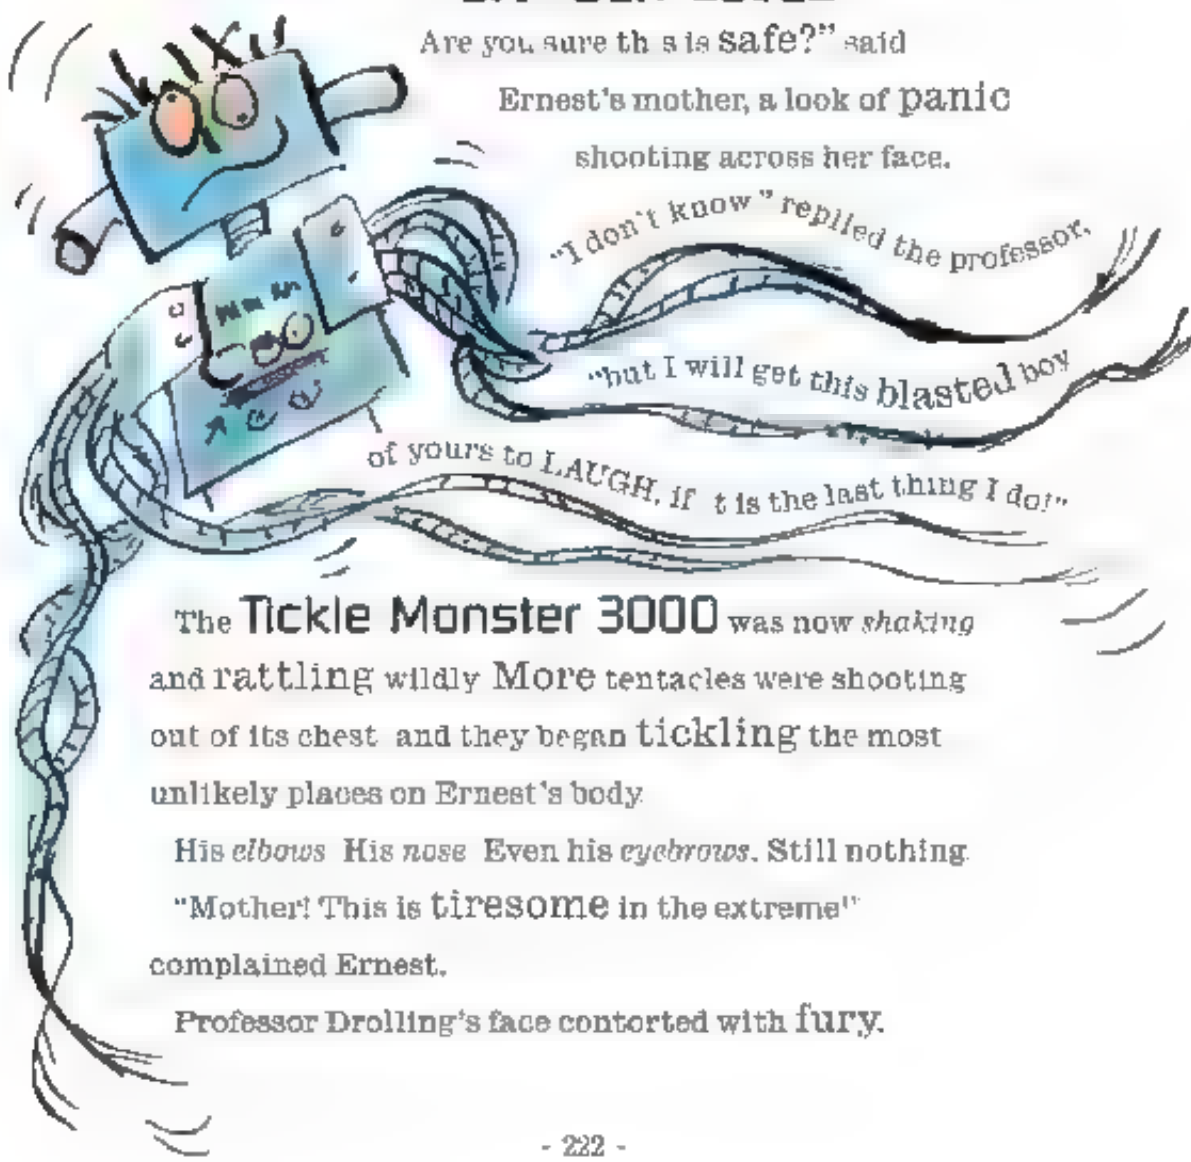 Are you sure th s is safe?” said
Ernest’s mother, a look of panic
shooting across her face.
“I don’t know” replied the professor,
“but I will get this blasted boy
of yours to LAUGH, if t is the last thing I do!”
The Tickle Monster 3000 was now shaking
and rattling wildly More tentacles were shooting
out of its chest and they began tickling the most
unlikely places on Ernest’s body
His elbows His nose Even his eyebrows. Still nothing
“Mother! This is tiresome in the extreme!”
complained Ernest.
Professor Drolling’s face contorted with fury.
- 222 -